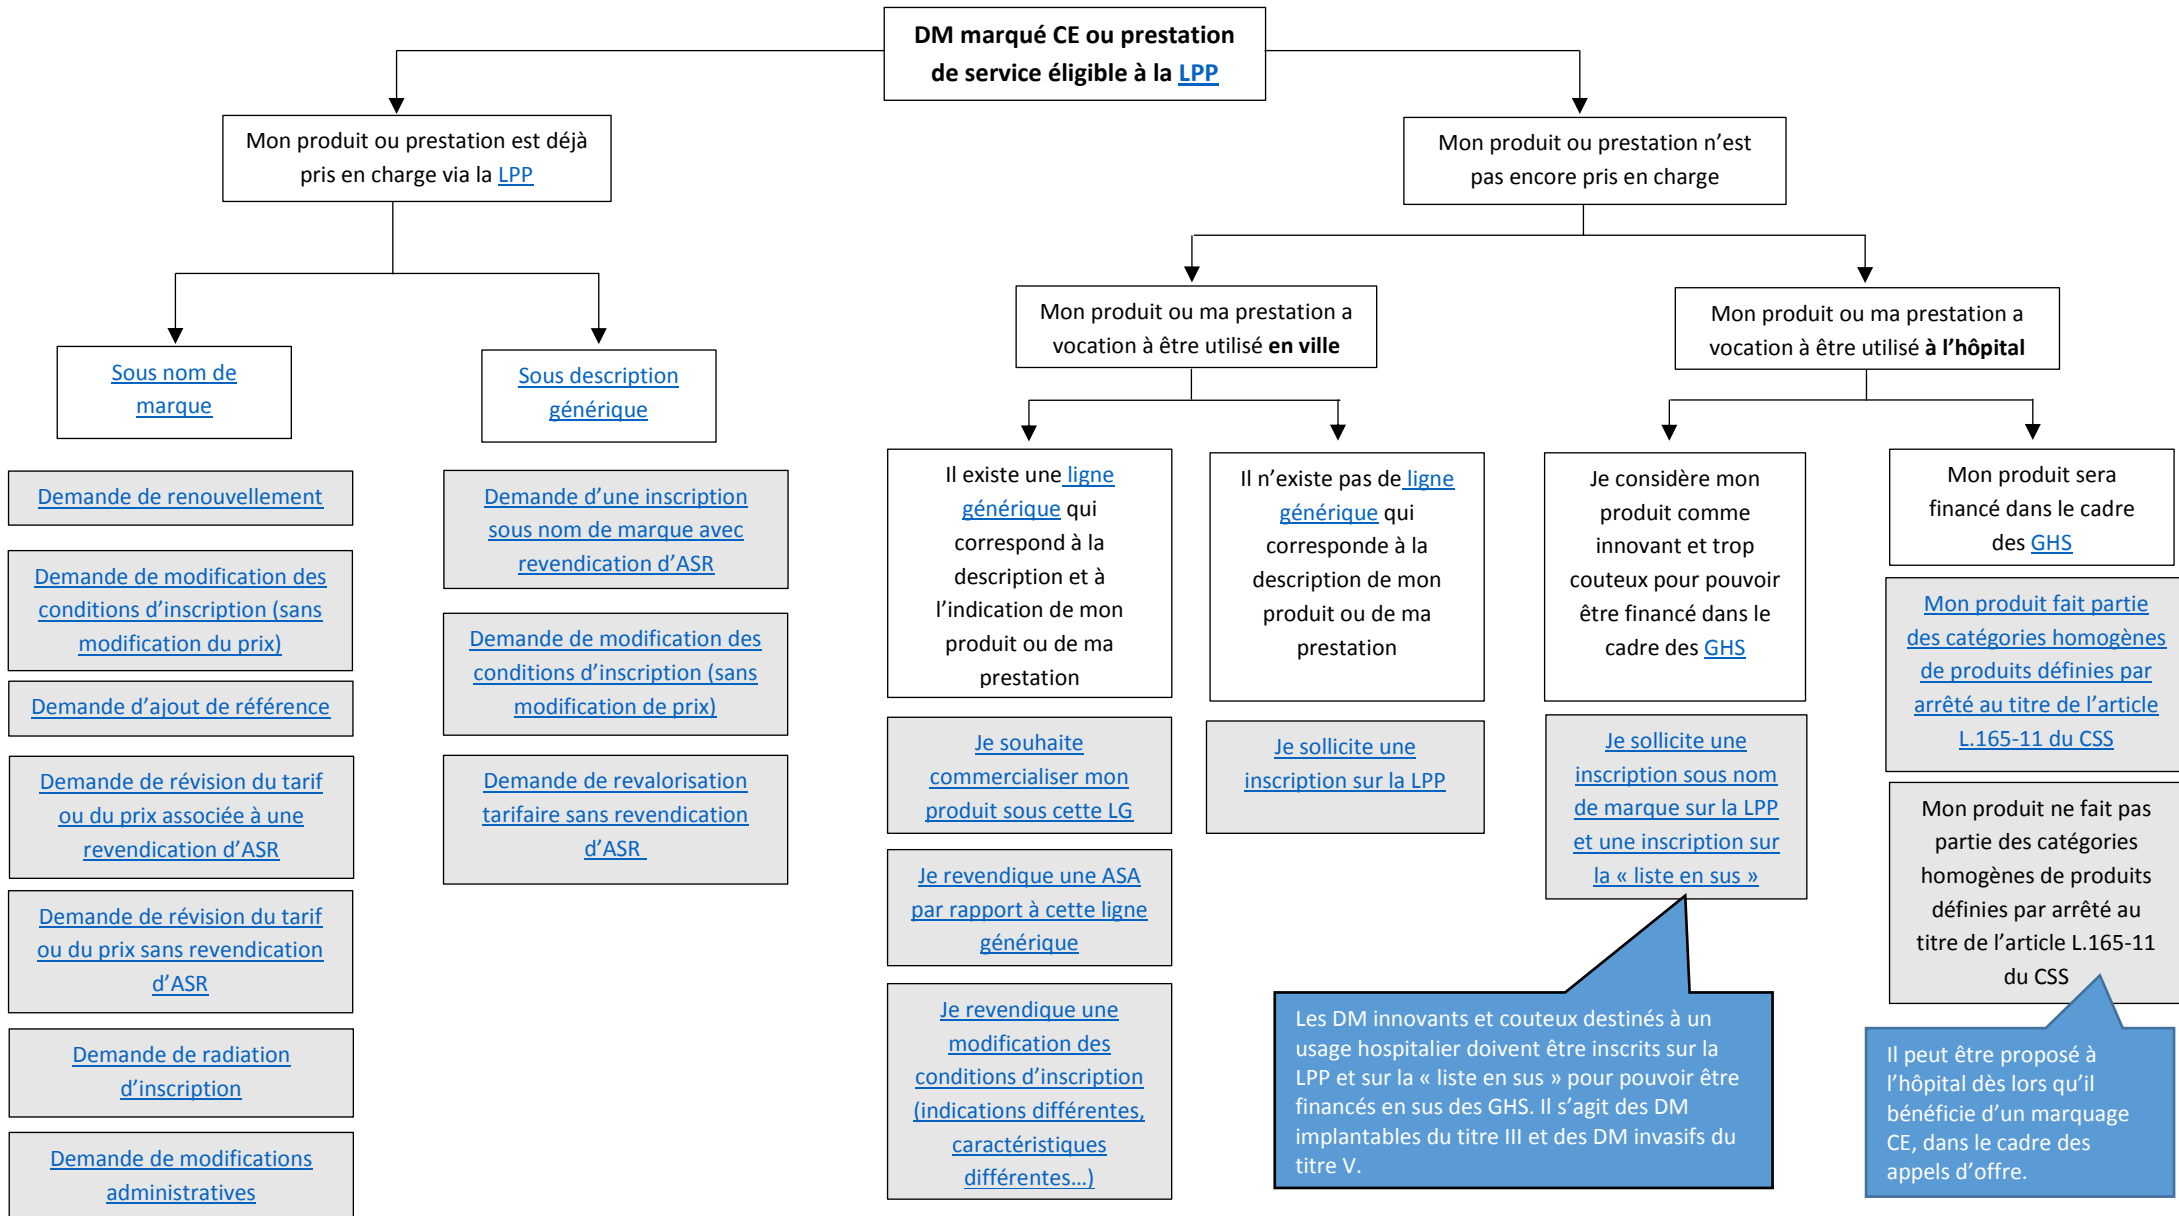 DM marqué CE ou prestation
de service éligible à la LPP
Mon produit ou prestation est déjà
pris en charge via la LPP
Mon produit ou prestation n’est
pas encore pris en charge
Sous nom de
marque
Sous description
générique
Mon produit ou ma prestation a
vocation à être utilisé en ville
Mon produit ou ma prestation a
vocation à être utilisé à l’hôpital
Demande de renouvellement
Demande de modification des
conditions d’inscription (sans
modification du prix)
Demande d’ajout de référence
Demande de révision du tarif
ou du prix associée à une
revendication d’ASR
Demande de révision du tarif
ou du prix sans revendication
d’ASR
Demande de radiation
d’inscription
Demande de modifications
administratives
Demande d’une inscription
sous nom de marque avec
revendication d’ASR
Demande de modification des
conditions d’inscription (sans
modification de prix)
Demande de revalorisation
tarifaire sans revendication
d’ASR
Il existe une ligne
générique qui
correspond à la
description et à
l’indication de mon
produit ou de ma
prestation
Je souhaite
commercialiser mon
produit sous cette LG
Je revendique une ASA
par rapport à cette ligne
générique
Je revendique une
modification des
conditions d’inscription
(indications différentes,
caractéristiques
différentes…)
Il n’existe pas de ligne
générique qui
corresponde à la
description de mon
produit ou de ma
prestation
Je sollicite une
inscription sur la LPP
Je considère mon
produit comme
innovant et trop
couteux pour pouvoir
être financé dans le
cadre des GHS
Je sollicite une
inscription sous nom
de marque sur la LPP
et une inscription sur
la « liste en sus »
Les DM innovants et couteux destinés à un
usage hospitalier doivent être inscrits sur la
LPP et sur la « liste en sus » pour pouvoir être
financés en sus des GHS. Il s’agit des DM
implantables du titre III et des DM invasifs du
titre V.
Mon produit sera
financé dans le cadre
des GHS
Mon produit fait partie
des catégories homogènes
de produits définies par
arrêté au titre de l’article
L.165-11 du CSS
Mon produit ne fait pas
partie des catégories
homogènes de produits
définies par arrêté au
titre de l’article L.165-11
du CSS
Il peut être proposé à
l’hôpital dès lors qu’il
bénéficie d’un marquage
CE, dans le cadre des
appels d’offre.